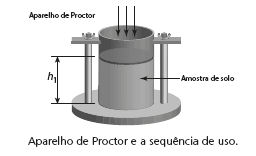 Aparelho de Proctor
h₁
Amostra de solo
Aparelho de Proctor e a sequência de uso.